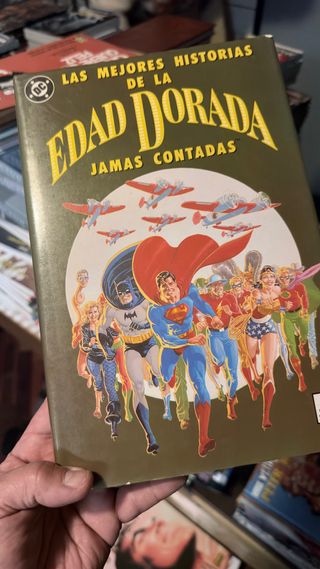 DC
LAS MEJORES HISTORIAS
DE LA
EDAD DORADA
JAMAS CONTADAS